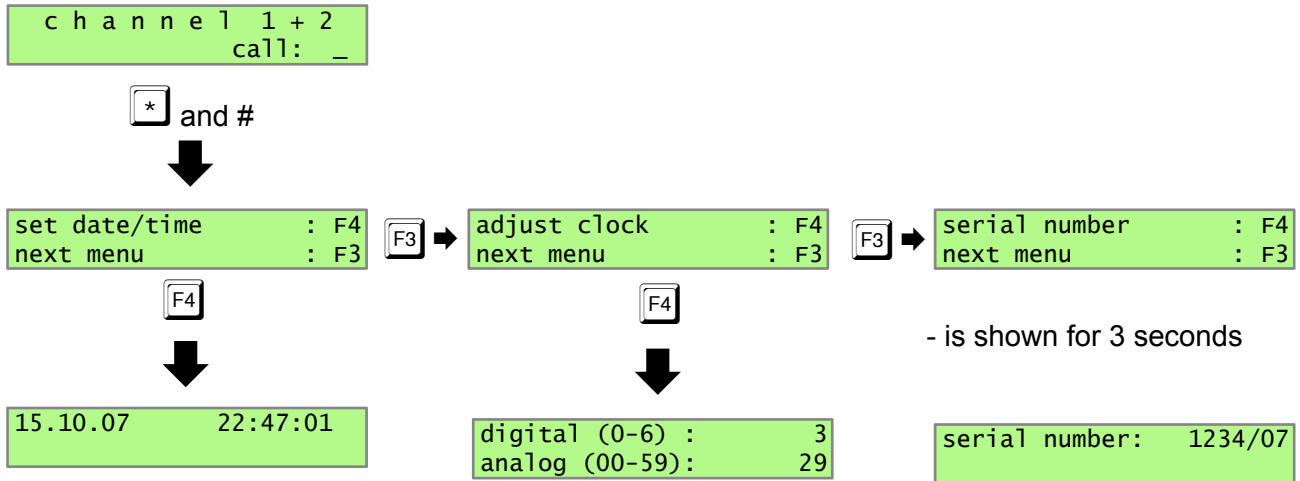 c h a n n e l 1 + 2
call: _
* and #
set date/time : F4
next menu : F3
F3
adjust clock : F4
next menu : F3
F3
serial number : F4
next menu : F3
F4
F4
- is shown for 3 seconds
15.10.07 22:47:01
digital (0-6) : 3
analog (00-59): 29
serial number: 1234/07